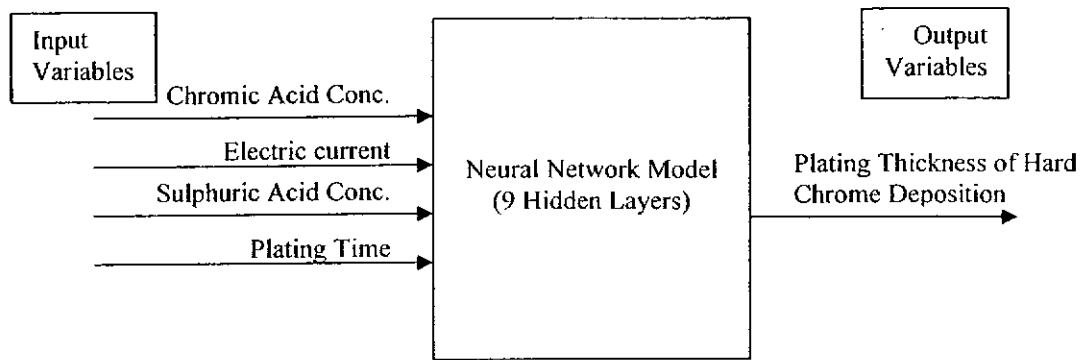 Input
Variables
Output
Variables
Chromic Acid Conc.
Electric current
Sulphuric Acid Conc.
Plating Time
Neural Network Model
(9 Hidden Layers)
Plating Thickness of Hard
Chrome Deposition